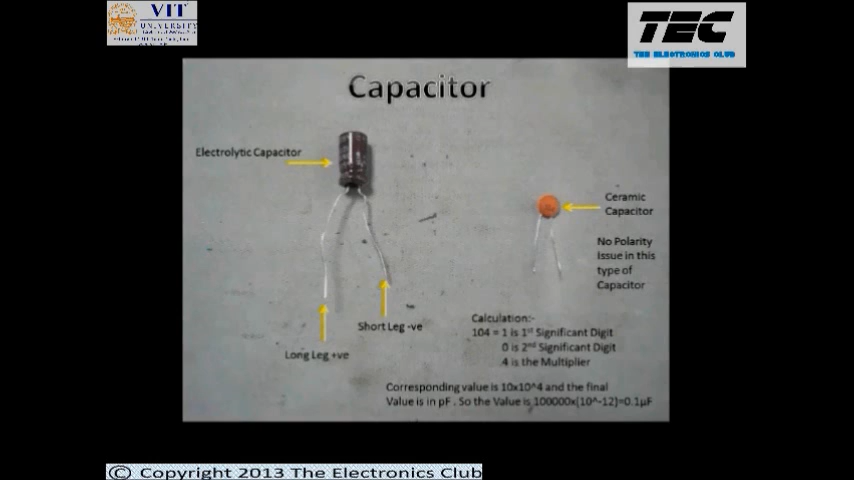 VIT
UNIVERSITY
TEC
THE ELECTRONICS CLUB
Capacitor
Electrolytic Capacitor
Ceramic
Capacitor
No Polarity
Issue in this
type of
Capacitor
Calculation:-
104 = 1 is 1st Significant Digit
0 is 2nd Significant Digit
4 is the Multiplier
Short Leg -ve
Long Leg +ve
Corresponding value is 10x10^4 and the final
Value is in pF . So the Value is 100000x(10^-12)=0.1µF
© Copyright 2013 The Electronics Club